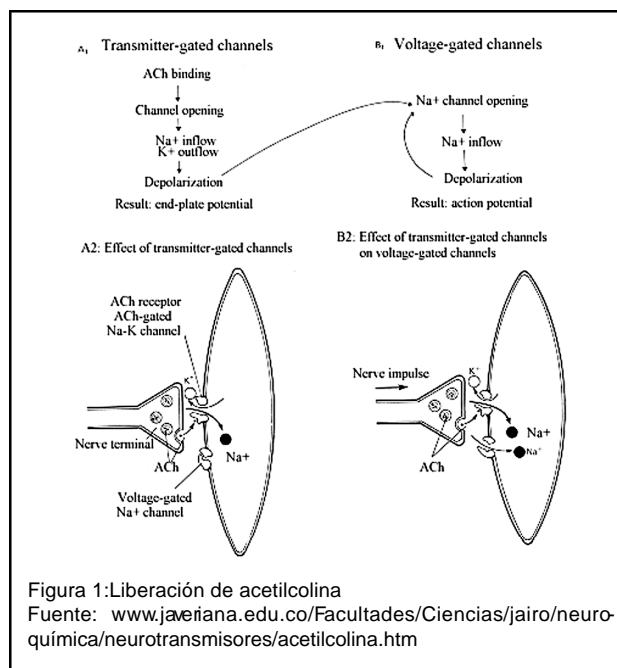 A1 Transmitter-gated channels
ACh binding
Channel opening
Na+ inflow
K+ outflow
Depolarization
Result: end-plate potential
B1 Voltage-gated channels
Na+ channel opening
Na+ inflow
Depolarization
Result: action potential
A2: Effect of transmitter-gated channels
ACh receptor
ACh-gated
Na-K channel
K+
Nerve terminal
ACh
Na+
Voltage-gated
Na+ channel
B2: Effect of transmitter-gated channels
on voltage-gated channels
Nerve impulse
K+
ACh
Na+
Na+
Figura 1:Liberación de acetilcolina
Fuente: www.javeriana.edu.co/Facultades/Ciencias/jairo/neuro-
química/neurotransmisores/acetilcolina.htm